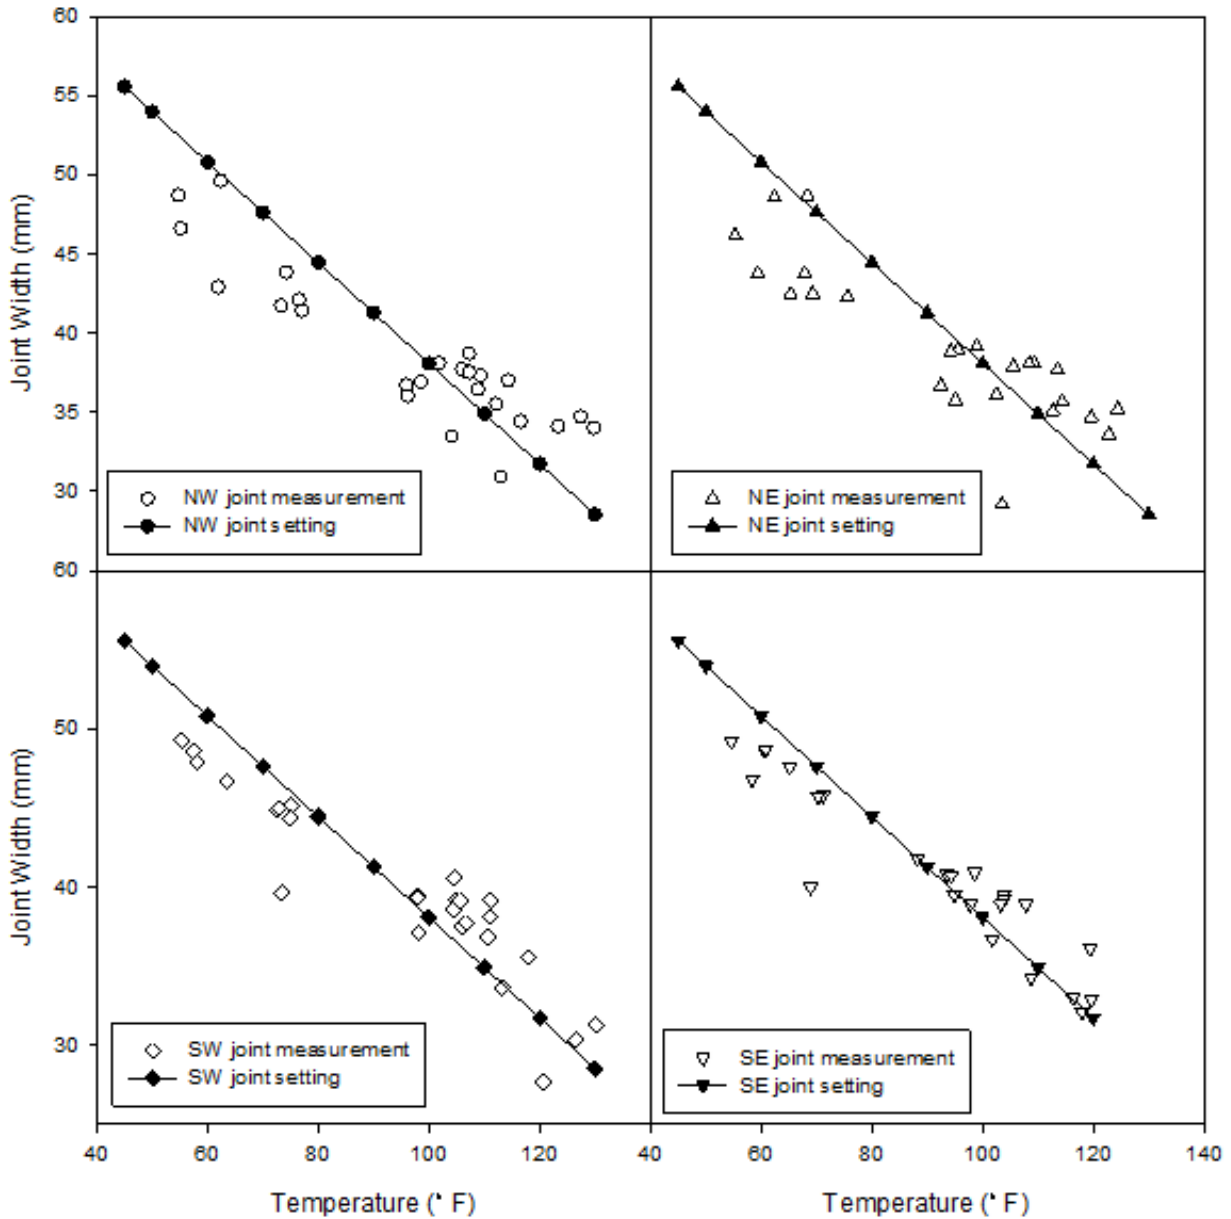 60
55
50
45
40
35
30
Joint Width (mm)
NW joint measurement
NW joint setting
NE joint measurement
NE joint setting
60
50
40
30
Joint Width (mm)
SW joint measurement
SW joint setting
SE joint measurement
SE joint setting
40 60 80 100 120 40 60 80 100 120 140
Temperature (° F) Temperature (° F)